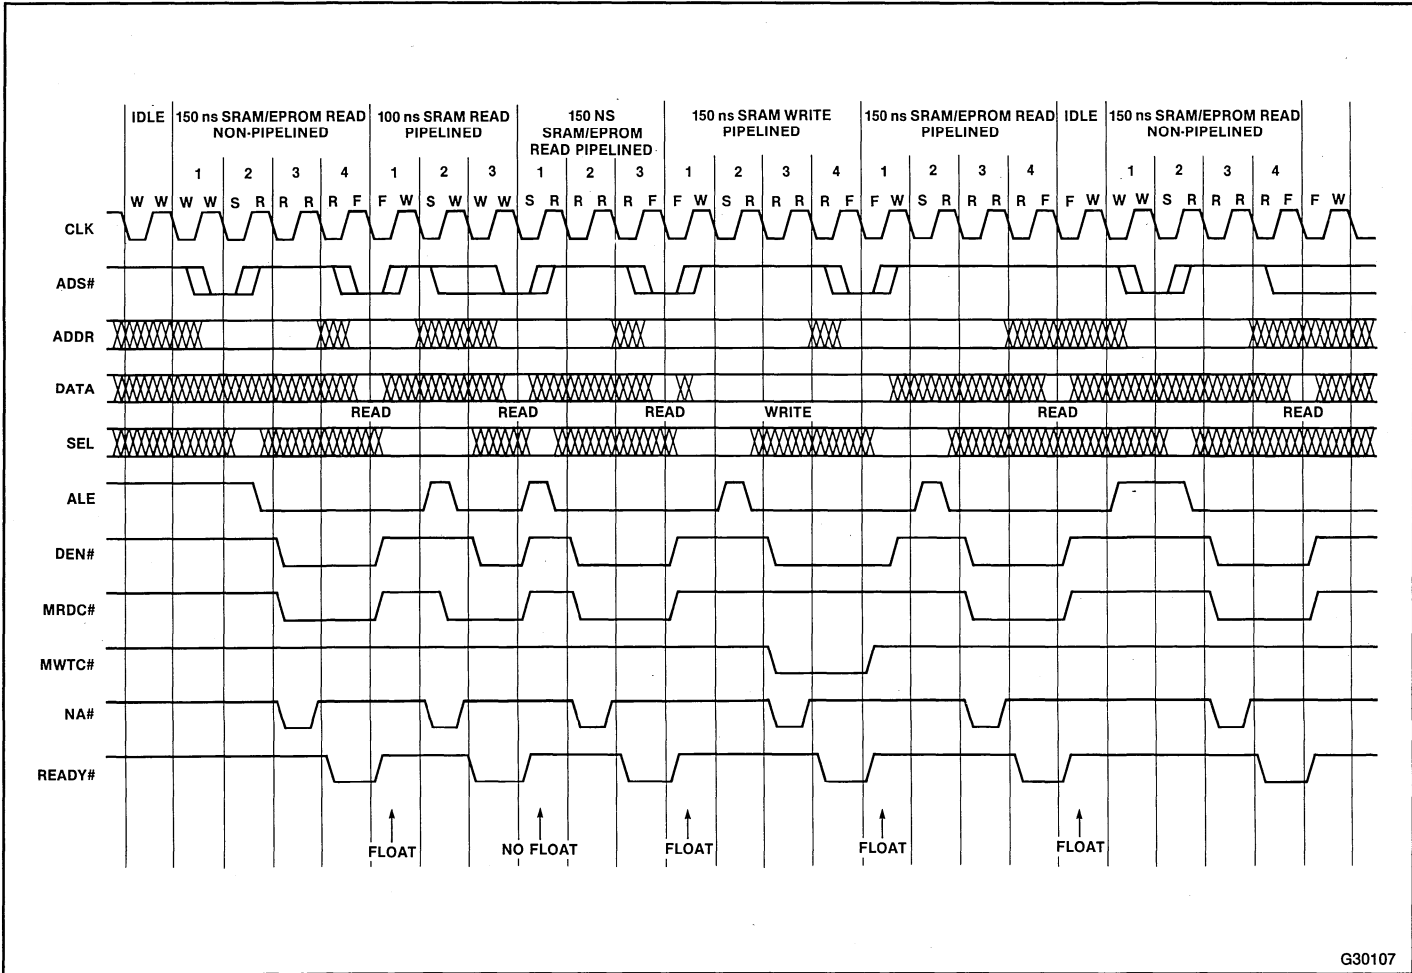 IDLE 150 ns SRAM/EPROM READ 100 ns SRAM READ 150 NS 150 ns SRAM WRITE 150 ns SRAM/EPROM READ IDLE 150 ns SRAM/EPROM READ
NON-PIPELINED PIPELINED SRAM/EPROM PIPELINED PIPELINED NON-PIPELINED
READ PIPELINED
1 2 3 4 1 2 3 1 2 3 1 2 3 4 1 2 3 4 1 2 3 4
W W W W S R R R R F F W S W W W S R R R R F F W S R R R R F F W S R R R R F F W W W S R R R R F F W
CLK
ADS#
ADDR
DATA
READ READ READ WRITE READ READ
SEL
ALE
DEN#
MRDC#
MWTC#
NA#
READY#
FLOAT NO FLOAT FLOAT FLOAT FLOAT
G30107